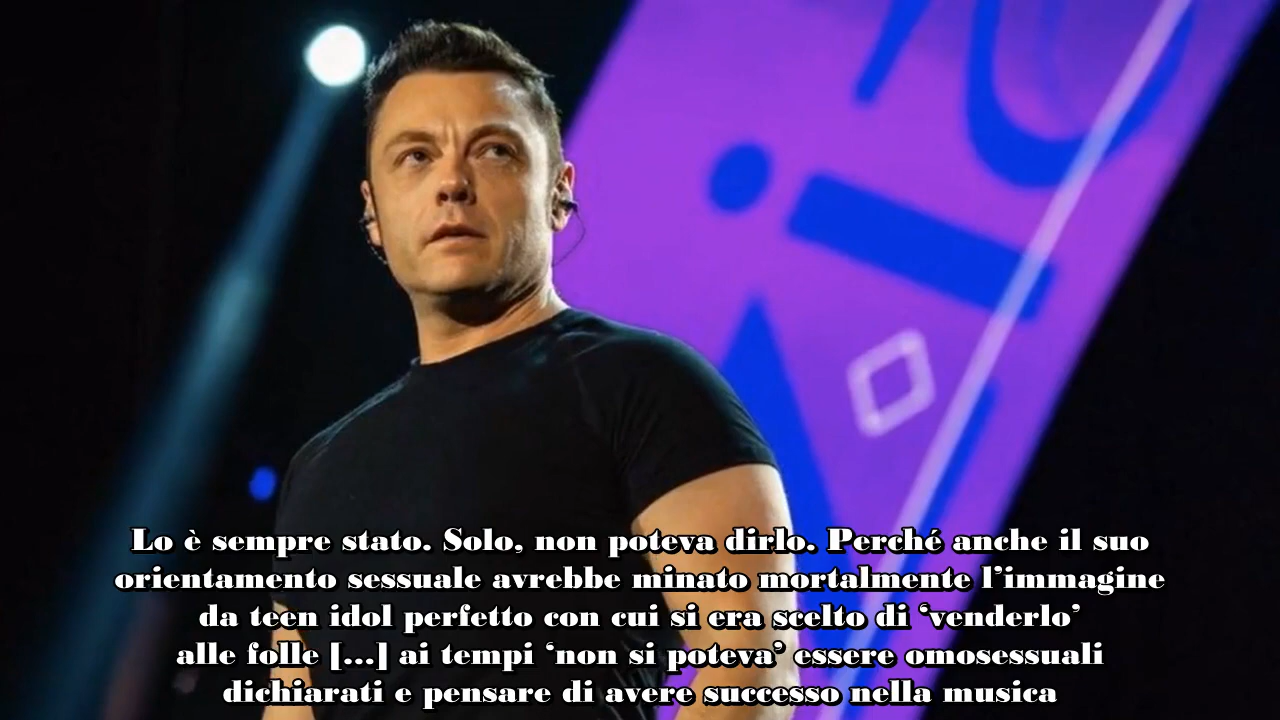 Lo è sempre stato. Solo, non poteva dirlo. Perché anche il suo
orientamento sessuale avrebbe minato mortalmente l’immagine
da teen idol perfetto con cui si era scelto di ‘venderlo’
alle folle [...] ai tempi ‘non si poteva’ essere omosessuali
dichiarati e pensare di avere successo nella musica